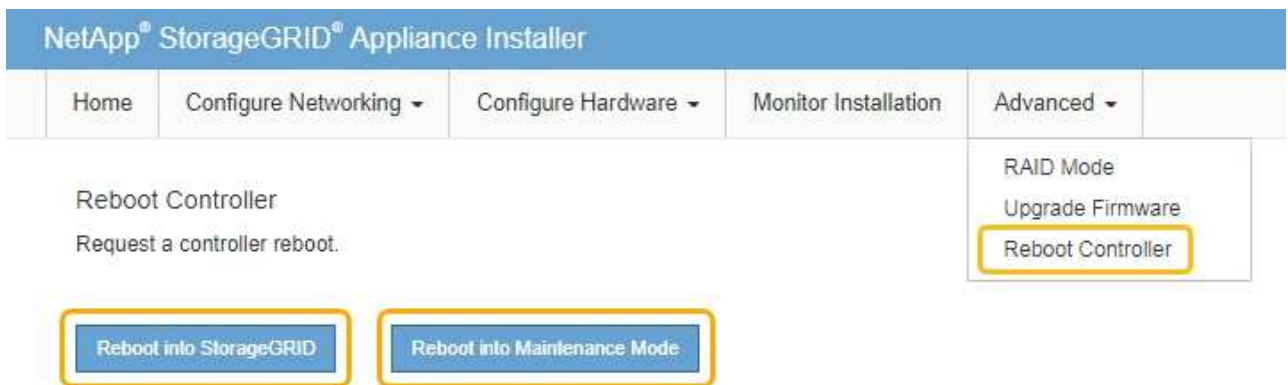 NetApp® StorageGRID® Appliance Installer
Home Configure Networking Configure Hardware Monitor Installation Advanced
RAID Mode
Upgrade Firmware
Reboot Controller
Reboot Controller
Request a controller reboot.
Reboot into StorageGRID Reboot into Maintenance Mode